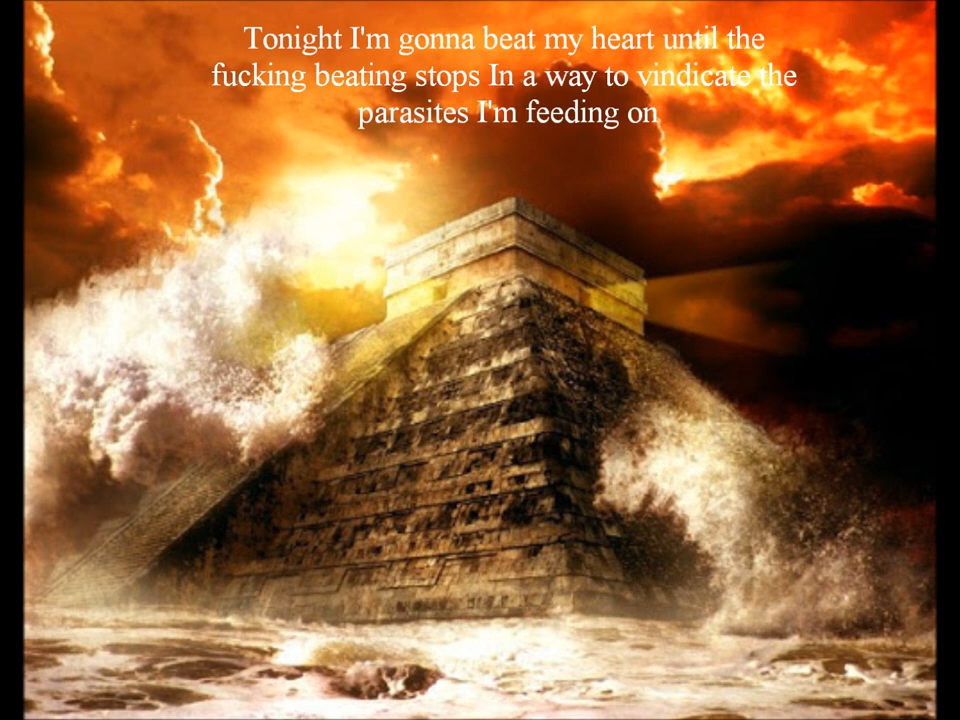 Tonight I'm gonna beat my heart until the
fucking beating stops In a way to vindicate the
parasites I'm feeding on